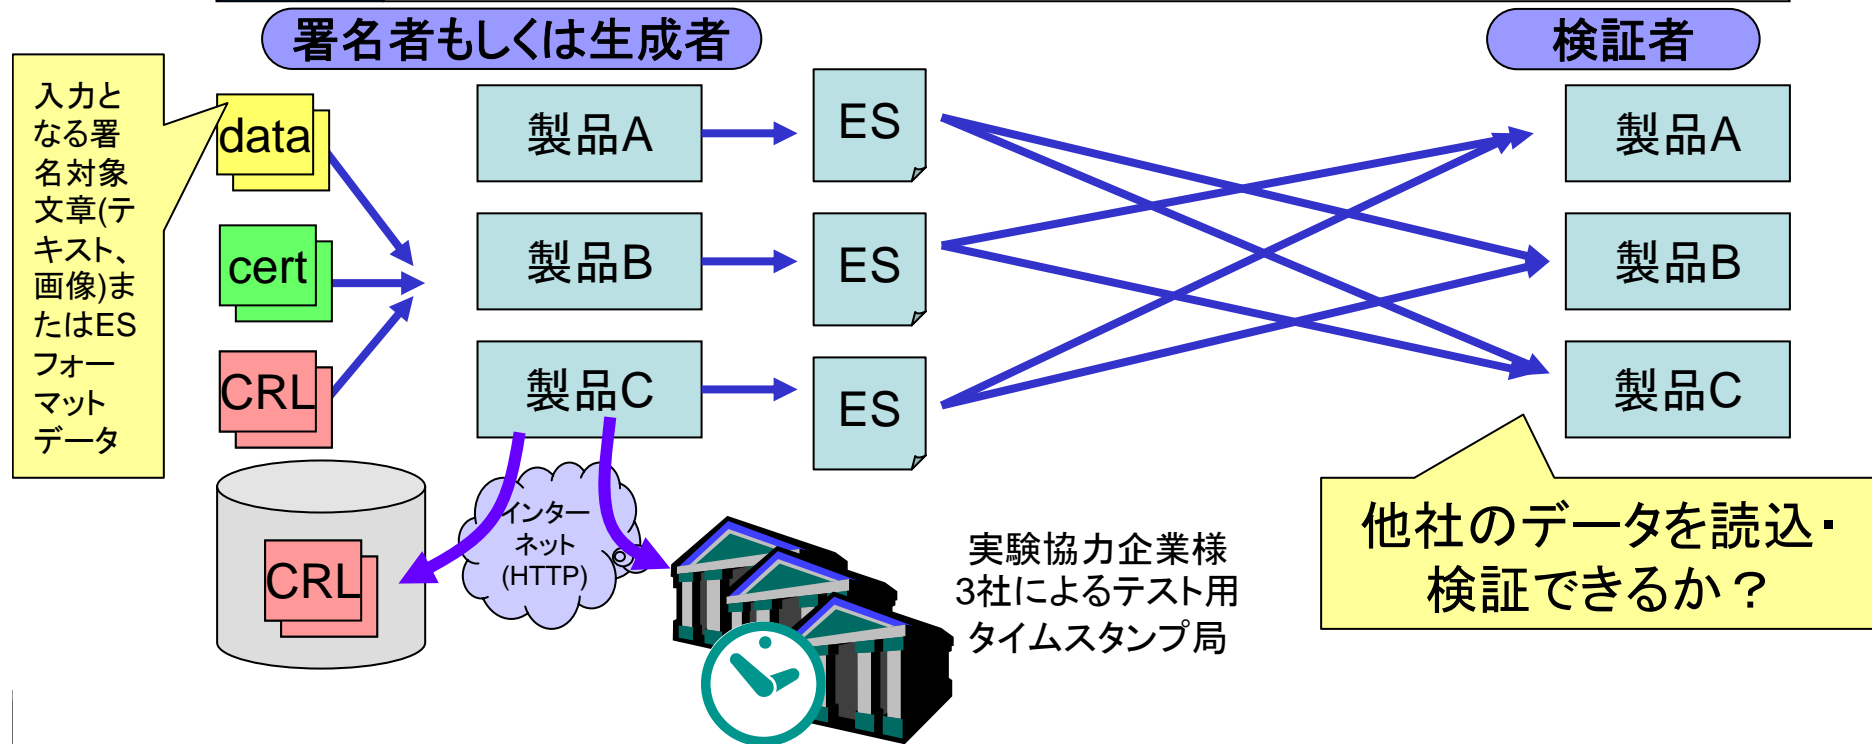 署名者もしくは生成者
検証者
入力と
なる署
名対象
文章(テ
キスト、
画像)ま
たはES
フォー
マット
データ
data
cert
CRL
製品A
製品B
製品C
ES
ES
ES
製品A
製品B
製品C
CRL
インター
ネット
(HTTP)
実験協力企業様
3社によるテスト用
タイムスタンプ局
他社のデータを読込・
検証できるか？